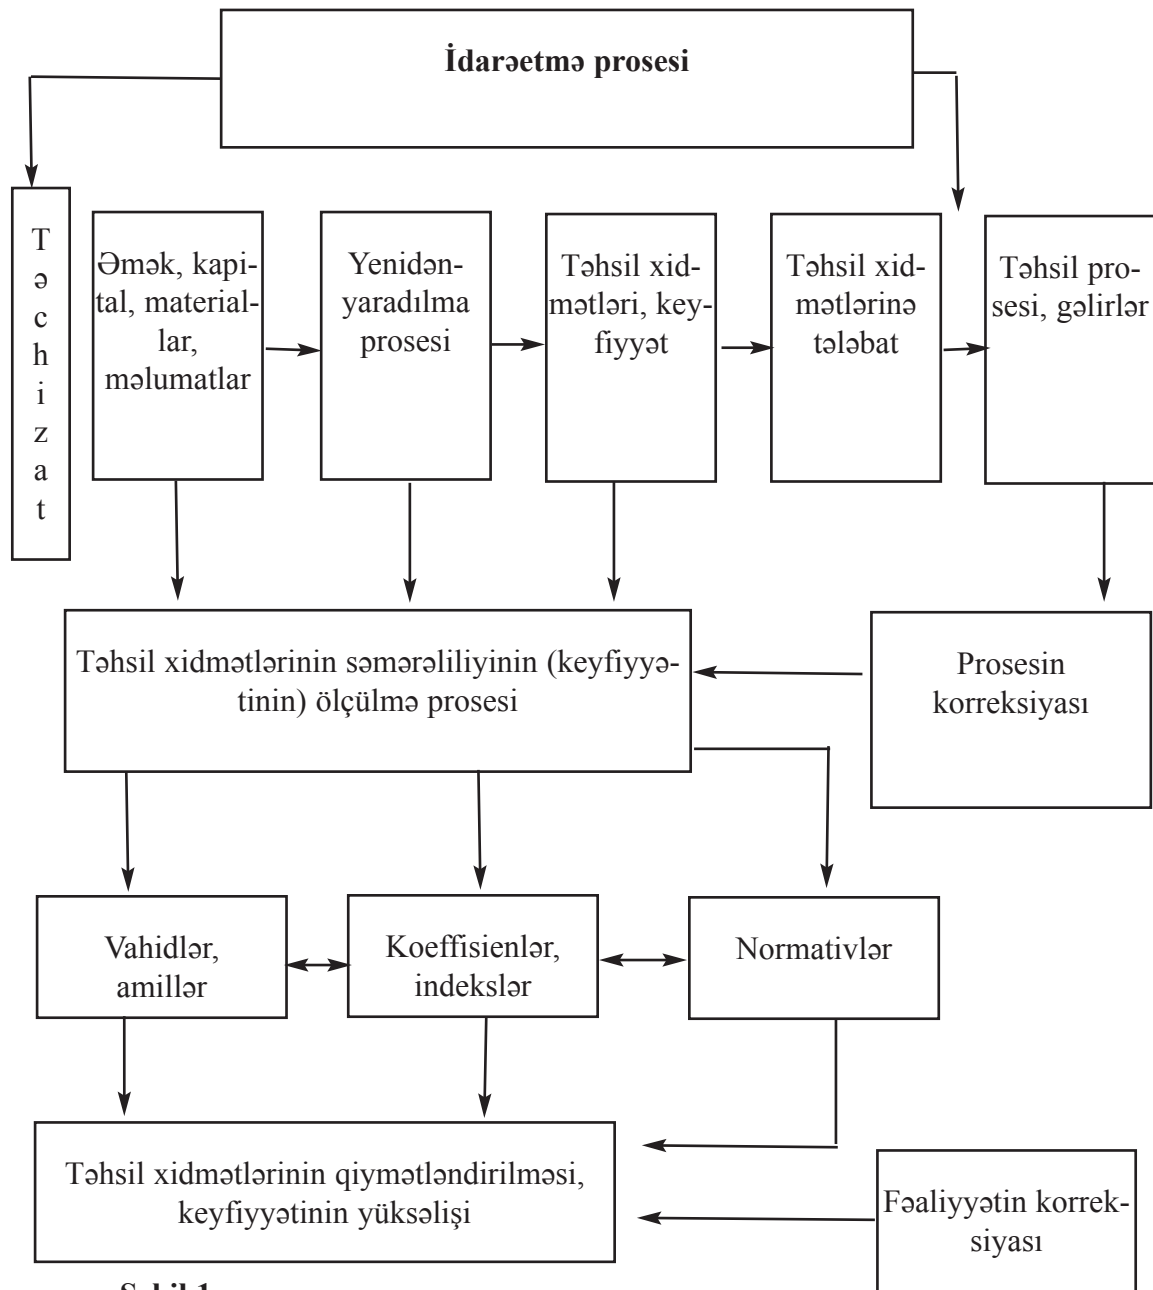 İdarəetmə prosesi
T
ə
c
h
i
z
a
t
Əmək, kapi-
tal, material-
lar,
məlumatlar
Yenidən-
yaradılma
prosesi
Təhsil xid-
mətləri, key-
fiyyət
Təhsil xid-
mətlərinə
tələbat
Təhsil pro-
sesi, gəlirlər
Təhsil xidmətlərinin səmərəliliyinin (keyfiyyə-
tinin) ölçülmə prosesi
Prosesin
korreksiyası
Vahidlər,
amillər
Koeffisienlər,
indekslər
Normativlər
Təhsil xidmətlərinin qiymətləndirilməsi,
keyfiyyətinin yüksəlişi
Fəaliyyətin korrek-
siyası